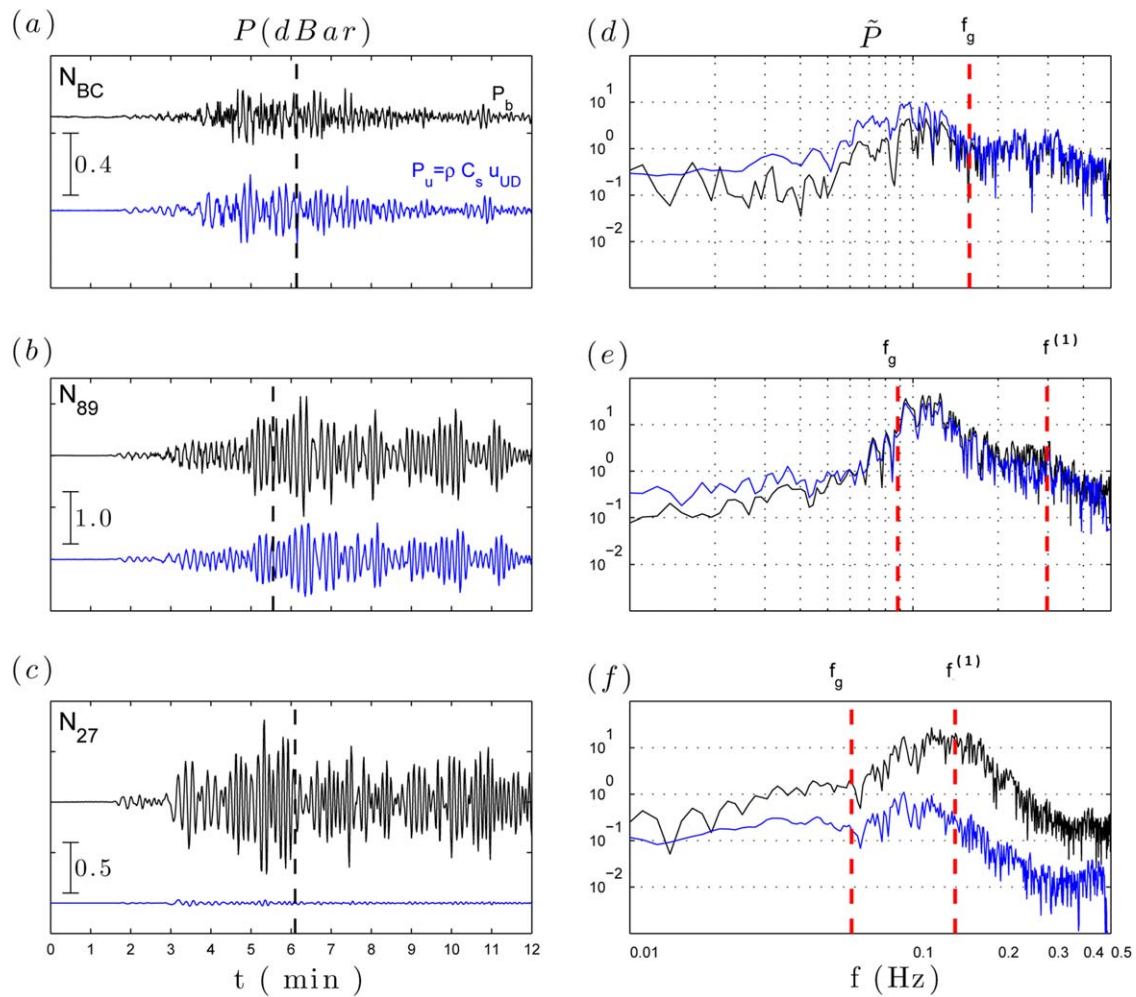 (a) P(dBar) (d) P̃ f_g
N_BC P_b
0.4
P_u=ρ C_s u_UD
10^1
10^0
10^-1
10^-2
(b) (e) f_g f^(1)
N_89
1.0
10^1
10^0
10^-1
10^-2
(c) (f) f_g f^(1)
N_27
0.5
10^1
10^0
10^-1
10^-2
0 1 2 3 4 5 6 7 8 9 10 11 12
t ( min )
0.01 0.1 0.2 0.3 0.4 0.5
f (Hz)